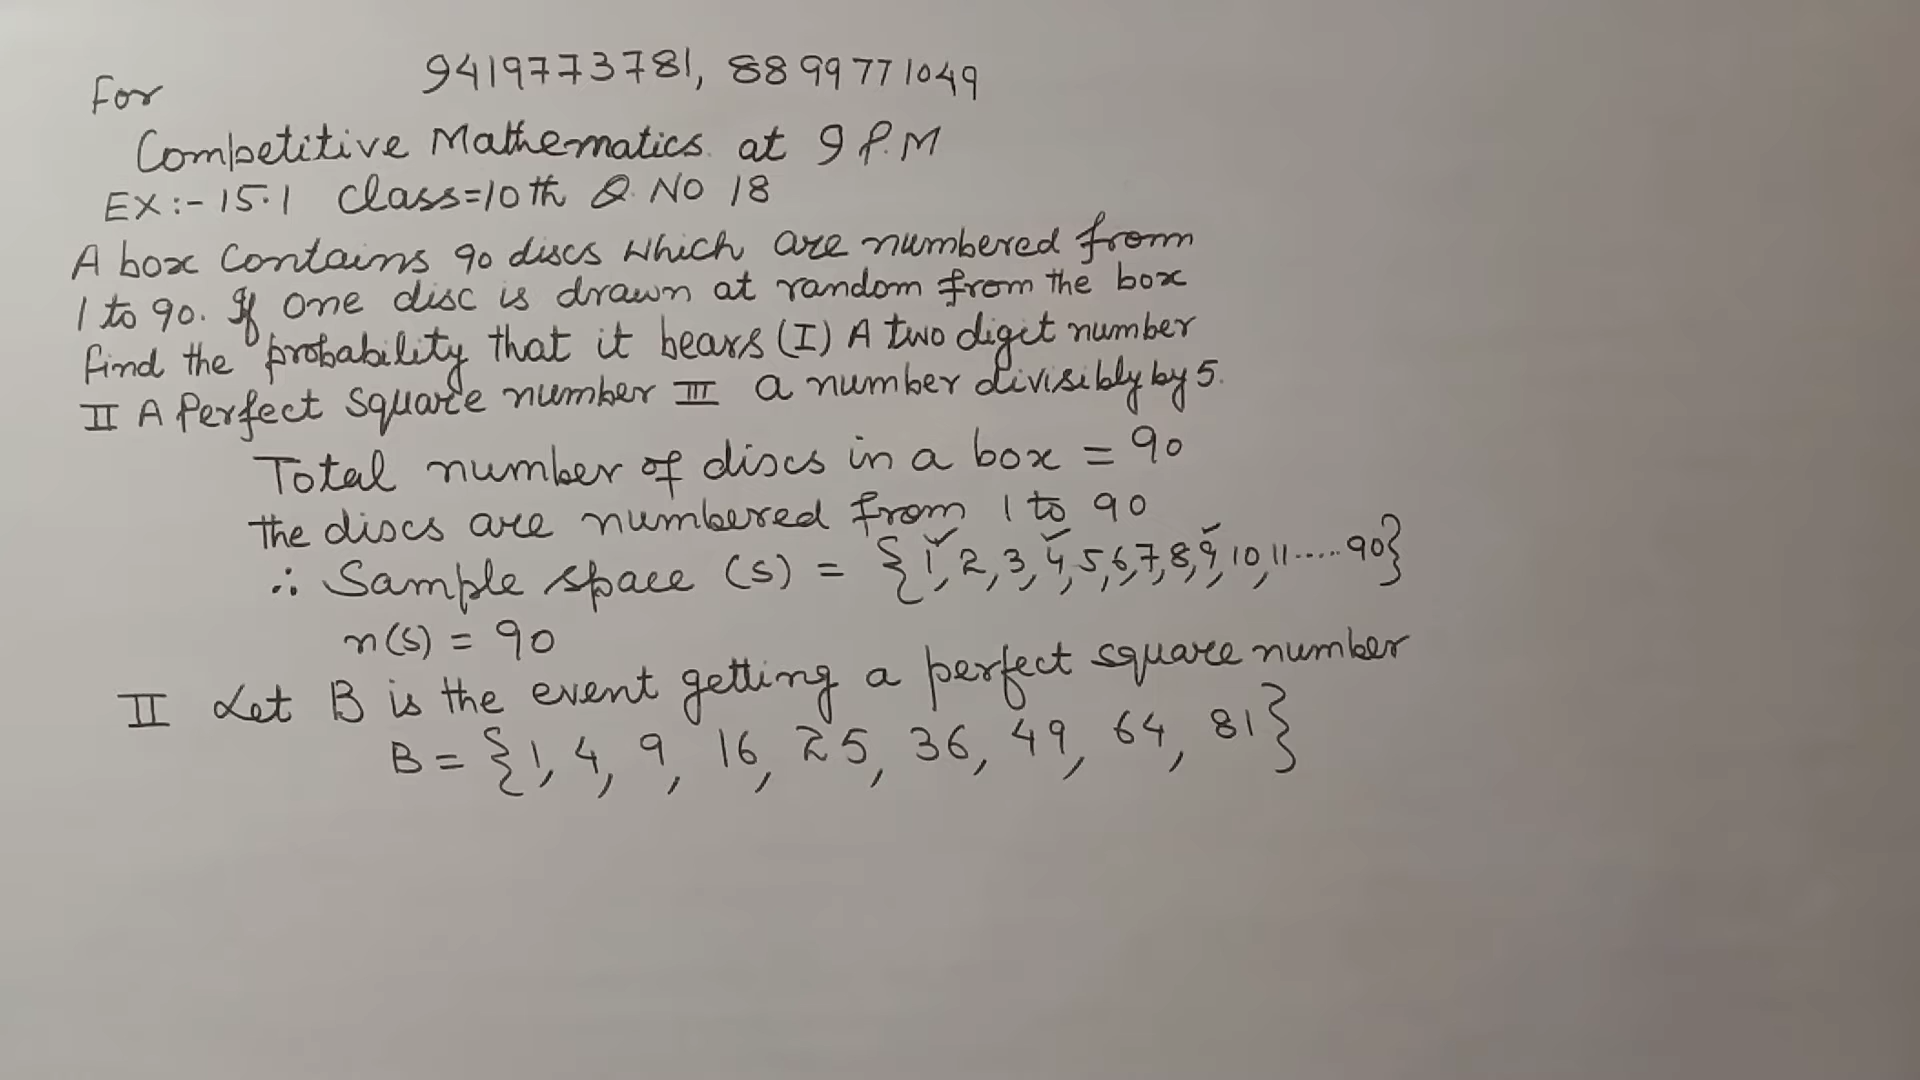 9419773781, 8899771049
For
Competitive Mathematics at 9 P.M
EX:- 15.1 Class=10th Q. NO 18
A box contains 90 discs which are numbered from
1 to 90. If one disc is drawn at random from the box
find the probability that it bears (I) A two digit number
II A Perfect square number III a number divisibly by 5.
Total number of discs in a box = 90
the discs are numbered from 1 to 90
∴ Sample space (S) = {1, 2, 3, 4, 5, 6, 7, 8, 9, 10, 11 ..... 90}
n(S) = 90
II Let B is the event getting a perfect square number
B = {1, 4, 9, 16, 25, 36, 49, 64, 81}